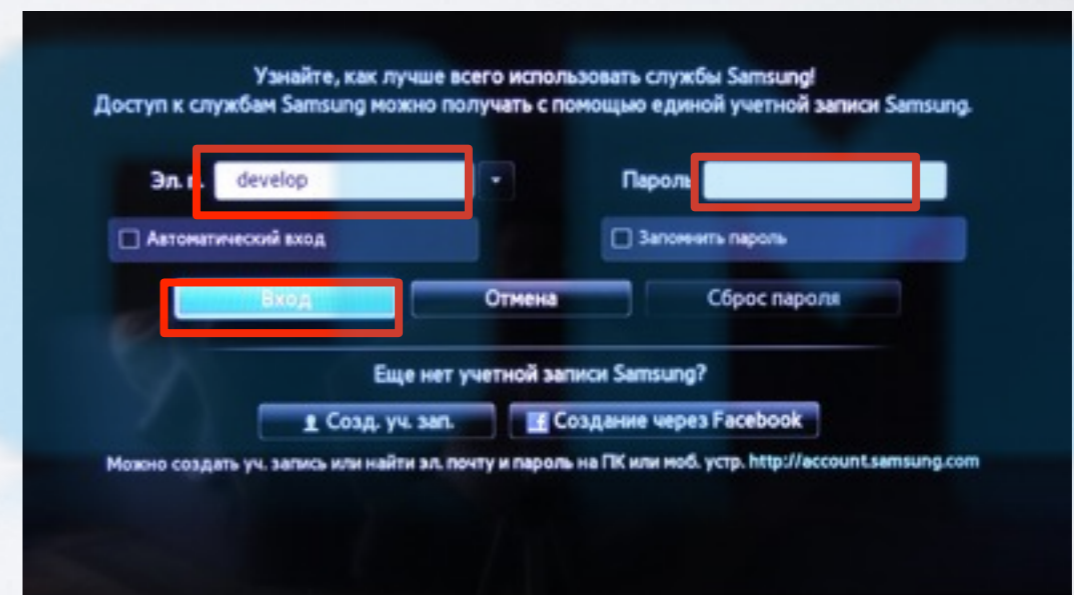 Узнайте, как лучше всего использовать службы Samsung!
Доступ к службам Samsung можно получать с помощью единой учетной записи Samsung.
Эл. п. develop Пароль
Автоматический вход Запомнить пароль
Вход Отмена Сброс пароля
Еще нет учетной записи Samsung?
Созд. уч. зап. f Создание через Facebook
Можно создать уч. запись или найти эл. почту и пароль на ПК или моб. устр. http://account.samsung.com